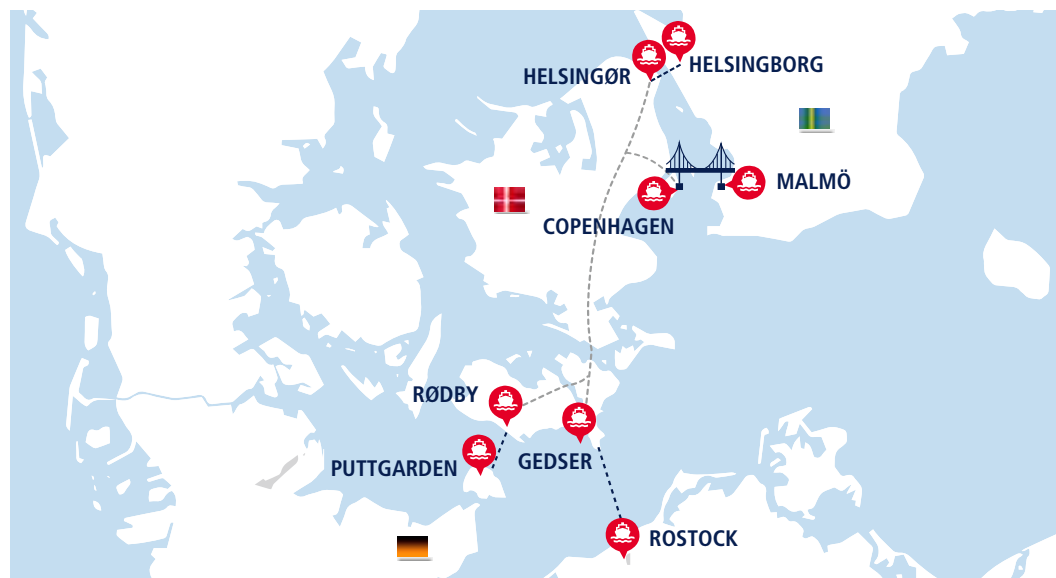 HELSINGØR
HELSINGBORG
MALMÖ
COPENHAGEN
RØDBY
PUTTGARDEN
GEDSER
ROSTOCK